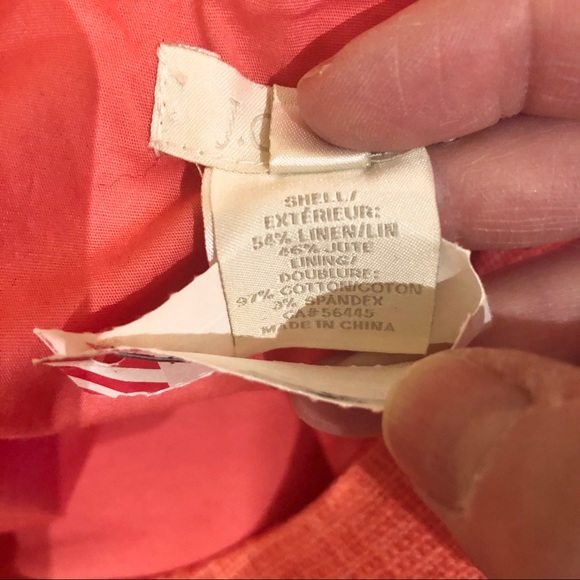 J.C
SHELL/
EXTÉRIEUR:
54% LINEN/LIN
46% JUTE
LINING/
DOUBLURE:
97% COTTON/COTON
3% SPANDEX
CA#56445
MADE IN CHINA